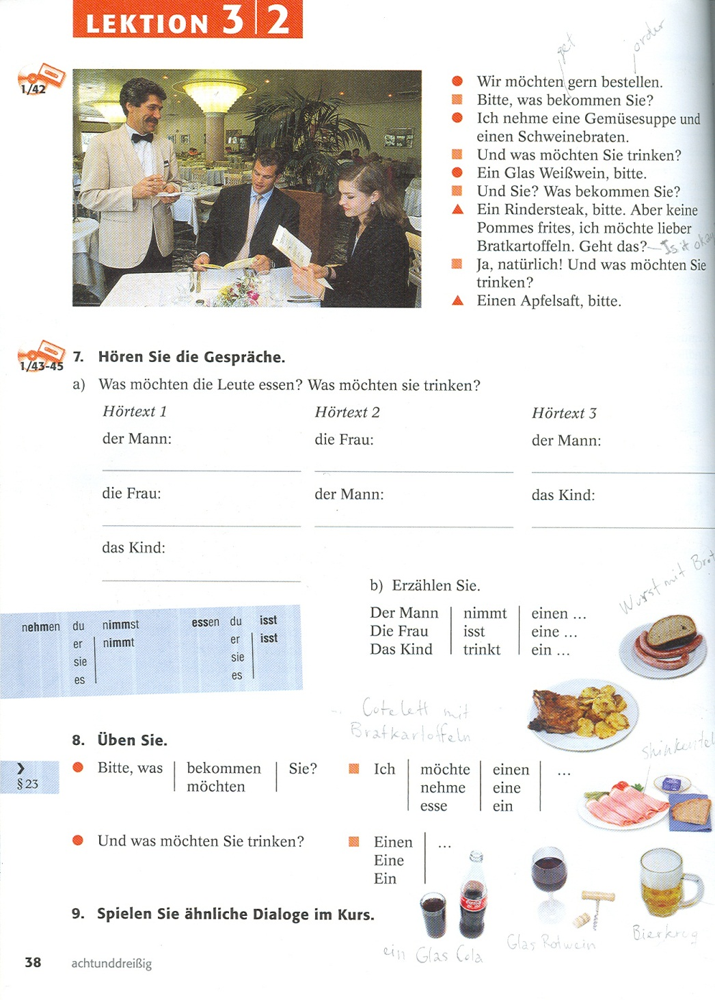 LEKTION 3 | 2
get
order
1/42
● Wir möchten gern bestellen.
■ Bitte, was bekommen Sie?
● Ich nehme eine Gemüsesuppe und
einen Schweinebraten.
■ Und was möchten Sie trinken?
● Ein Glas Weißwein, bitte.
■ Und Sie? Was bekommen Sie?
▲ Ein Rindersteak, bitte. Aber keine
Pommes frites, ich möchte lieber
Bratkartoffeln. Geht das? Is it okay
■ Ja, natürlich! Und was möchten Sie
trinken?
▲ Einen Apfelsaft, bitte.
1/43-45
7. Hören Sie die Gespräche.
a) Was möchten die Leute essen? Was möchten sie trinken?
Hörtext 1 Hörtext 2 Hörtext 3
der Mann: die Frau: der Mann:
die Frau: der Mann: das Kind:
das Kind:
b) Erzählen Sie.
Der Mann nimmt einen ...
Die Frau isst eine ...
Das Kind trinkt ein ...
Wurst mit Brot
nehmen du nimmst essen du isst
er nimmt er isst
sie sie
es es
Cotelett mit
Bratkartoffeln
8. Üben Sie.
› § 23
● Bitte, was bekommen Sie?
möchten
■ Ich möchte einen ...
nehme eine
esse ein
● Und was möchten Sie trinken?
■ Einen ...
Eine
Ein
9. Spielen Sie ähnliche Dialoge im Kurs.
ein Glas Cola
Glas Rotwein
Bierkrug
38 achtunddreißig